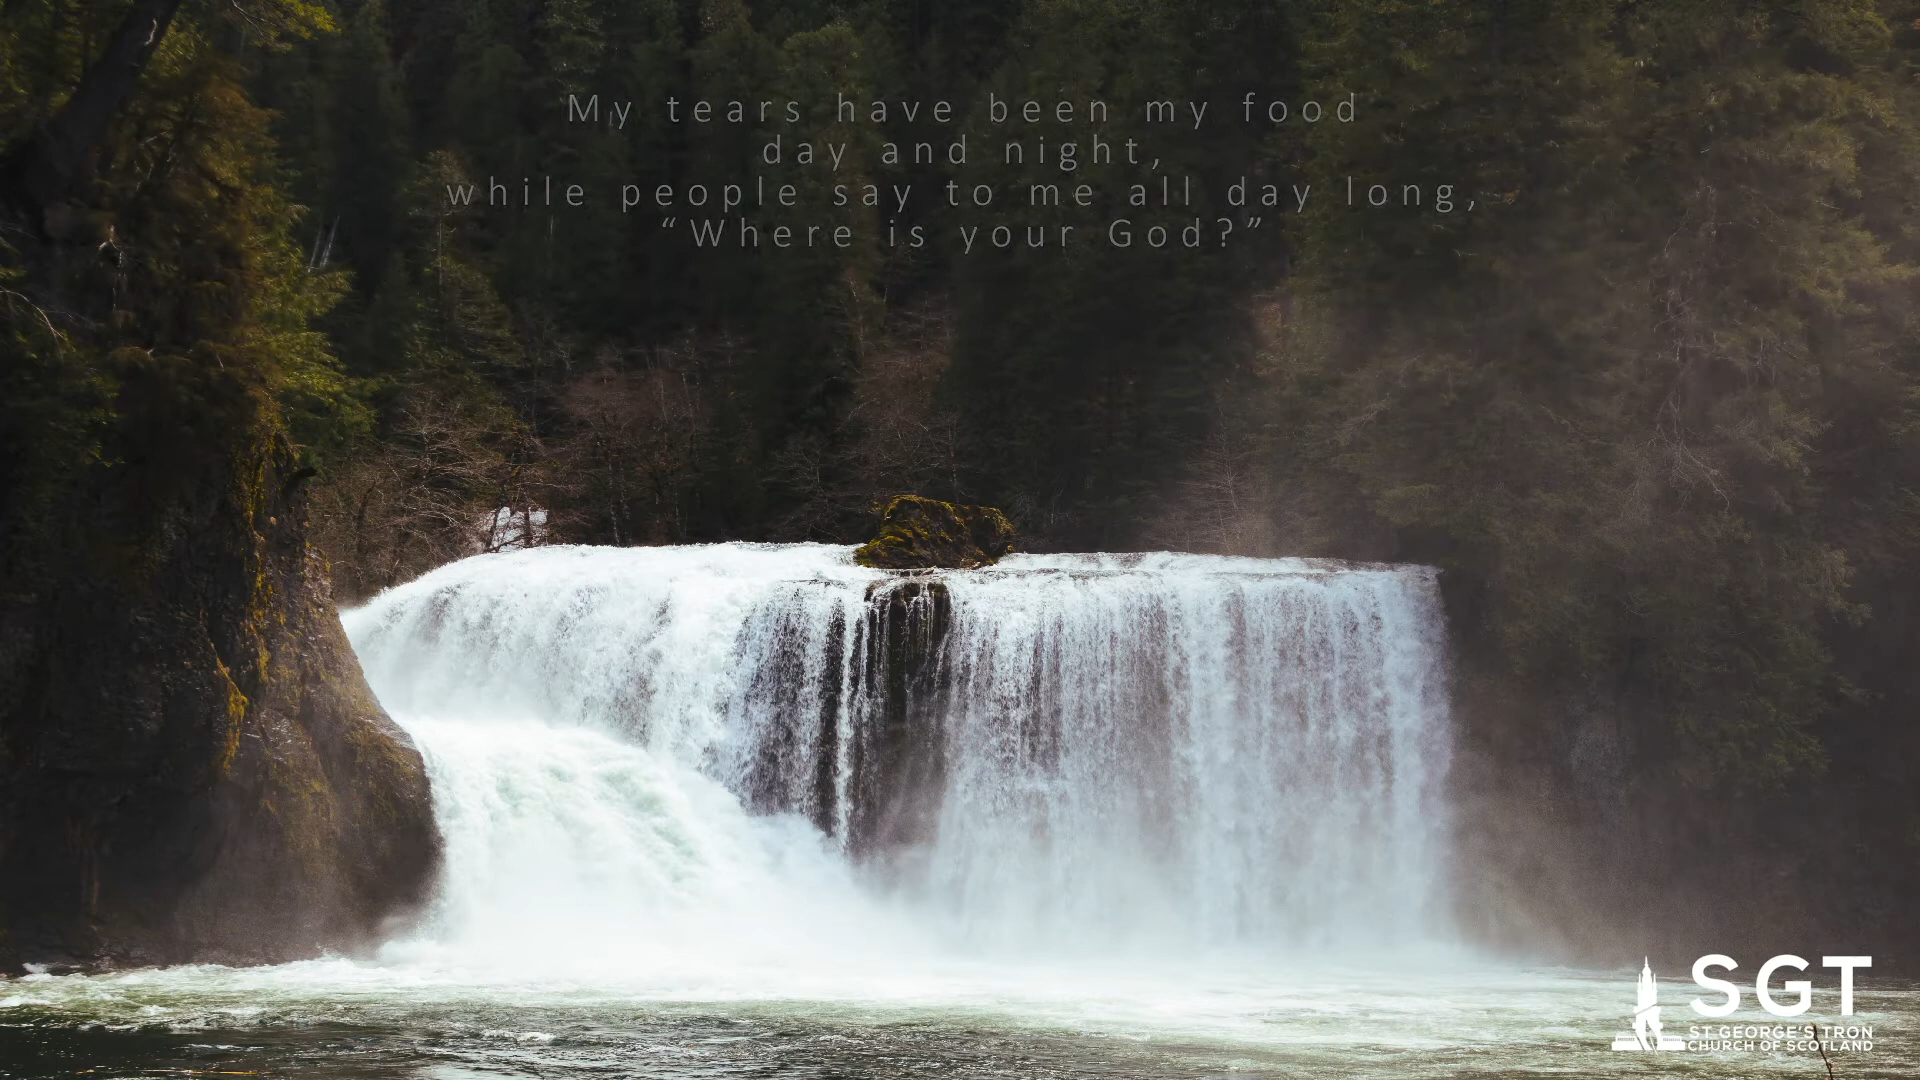 My tears have been my food
day and night,
while people say to me all day long,
“Where is your God?”
SGT
ST GEORGE'S TRON
CHURCH OF SCOTLAND